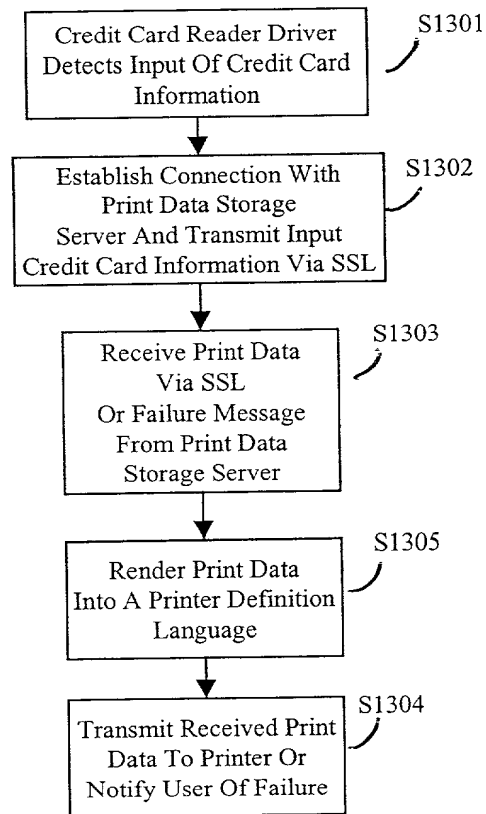 Credit Card Reader Driver
Detects Input Of Credit Card
Information
S1301
Establish Connection With
Print Data Storage
Server And Transmit Input
Credit Card Information Via SSL
S1302
Receive Print Data
Via SSL
Or Failure Message
From Print Data
Storage Server
S1303
Render Print Data
Into A Printer Definition
Language
S1305
Transmit Received Print
Data To Printer Or
Notify User Of Failure
S1304